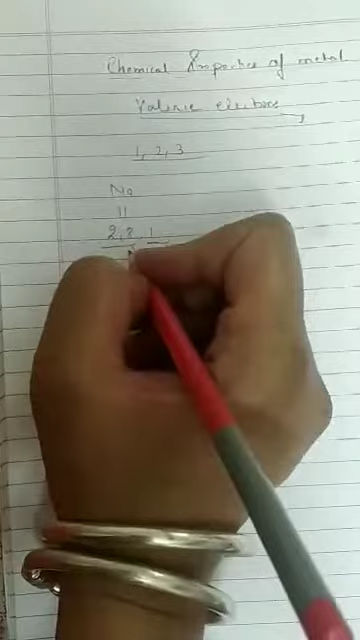 Chemical Properties of metal
Valence electrons,
1, 2, 3
Na
11
2, 8, 1